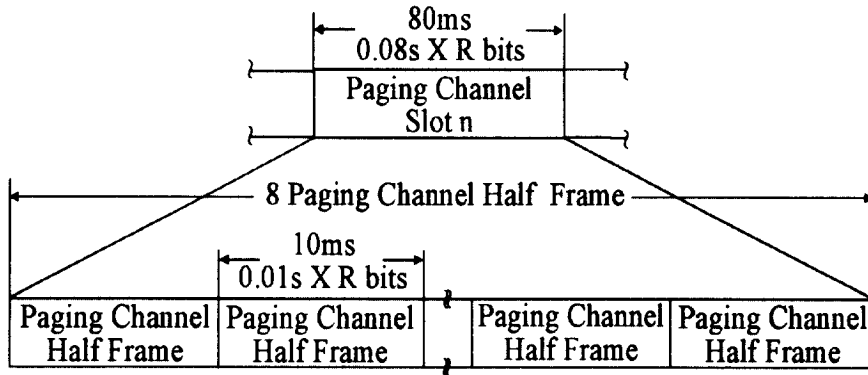 80ms
0.08s X R bits
Paging Channel
Slot n
8 Paging Channel Half Frame
10ms
0.01s X R bits
Paging Channel
Half Frame
Paging Channel
Half Frame
Paging Channel
Half Frame
Paging Channel
Half Frame